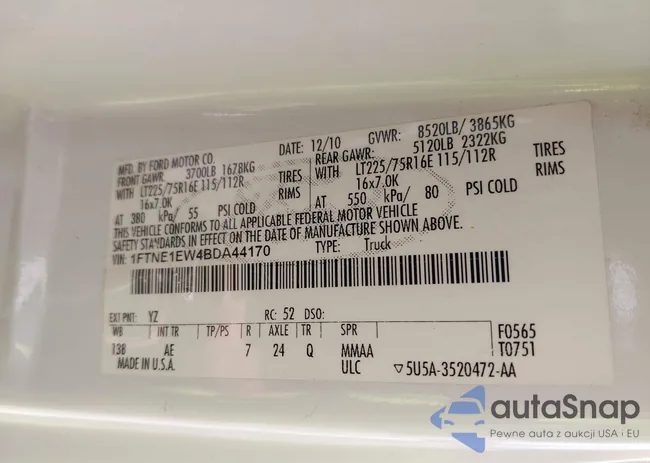 MFD. BY FORD MOTOR CO.
DATE: 12/10 GVWR: 8520LB/ 3865KG
FRONT GAWR: 3700LB 1678KG
REAR GAWR: 5120LB 2322KG
WITH LT225/75R16E 115/112R TIRES
WITH LT225/75R16E 115/112R TIRES
16x7.0K RIMS
16x7.0K RIMS
AT 380 kPa/ 55 PSI COLD
AT 550 kPa/ 80 PSI COLD
THIS VEHICLE CONFORMS TO ALL APPLICABLE FEDERAL MOTOR VEHICLE
SAFETY STANDARDS IN EFFECT ON THE DATE OF MANUFACTURE SHOWN ABOVE.
VIN: 1FTNE1EW4BDA44170 TYPE: Truck
EXT PNT: YZ RC: 52 DSO:
WB INT TR TP/PS R AXLE TR SPR F0565
138 AE 7 24 Q MMAA T0751
MADE IN U.S.A. ULC ▽5U5A-3520472-AA
autaSnap
Pewne auta z aukcji USA i EU